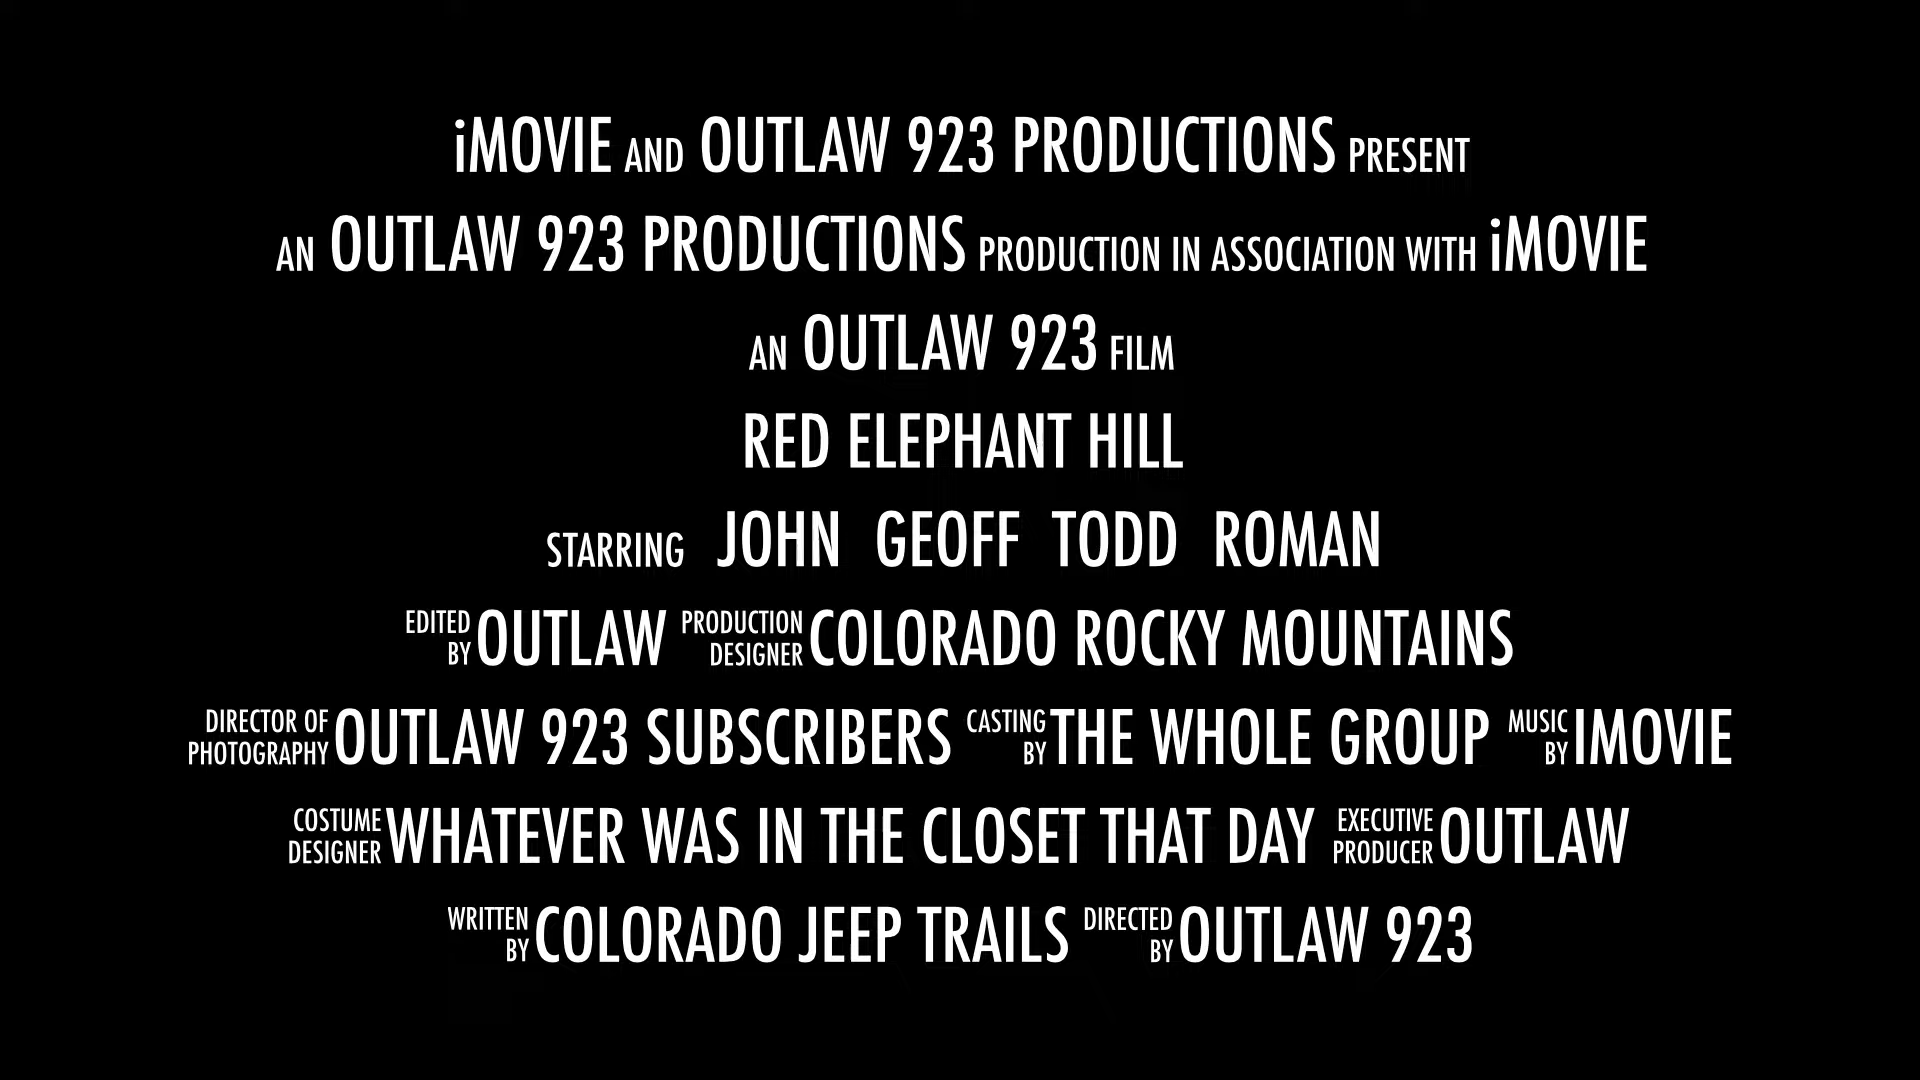 iMOVIE AND OUTLAW 923 PRODUCTIONS PRESENT
AN OUTLAW 923 PRODUCTIONS PRODUCTION IN ASSOCIATION WITH iMOVIE
AN OUTLAW 923 FILM
RED ELEPHANT HILL
STARRING JOHN GEOFF TODD ROMAN
EDITED BY OUTLAW PRODUCTION DESIGNER COLORADO ROCKY MOUNTAINS
DIRECTOR OF PHOTOGRAPHY OUTLAW 923 SUBSCRIBERS CASTING BY THE WHOLE GROUP MUSIC BY IMOVIE
COSTUME DESIGNER WHATEVER WAS IN THE CLOSET THAT DAY EXECUTIVE PRODUCER OUTLAW
WRITTEN BY COLORADO JEEP TRAILS DIRECTED BY OUTLAW 923